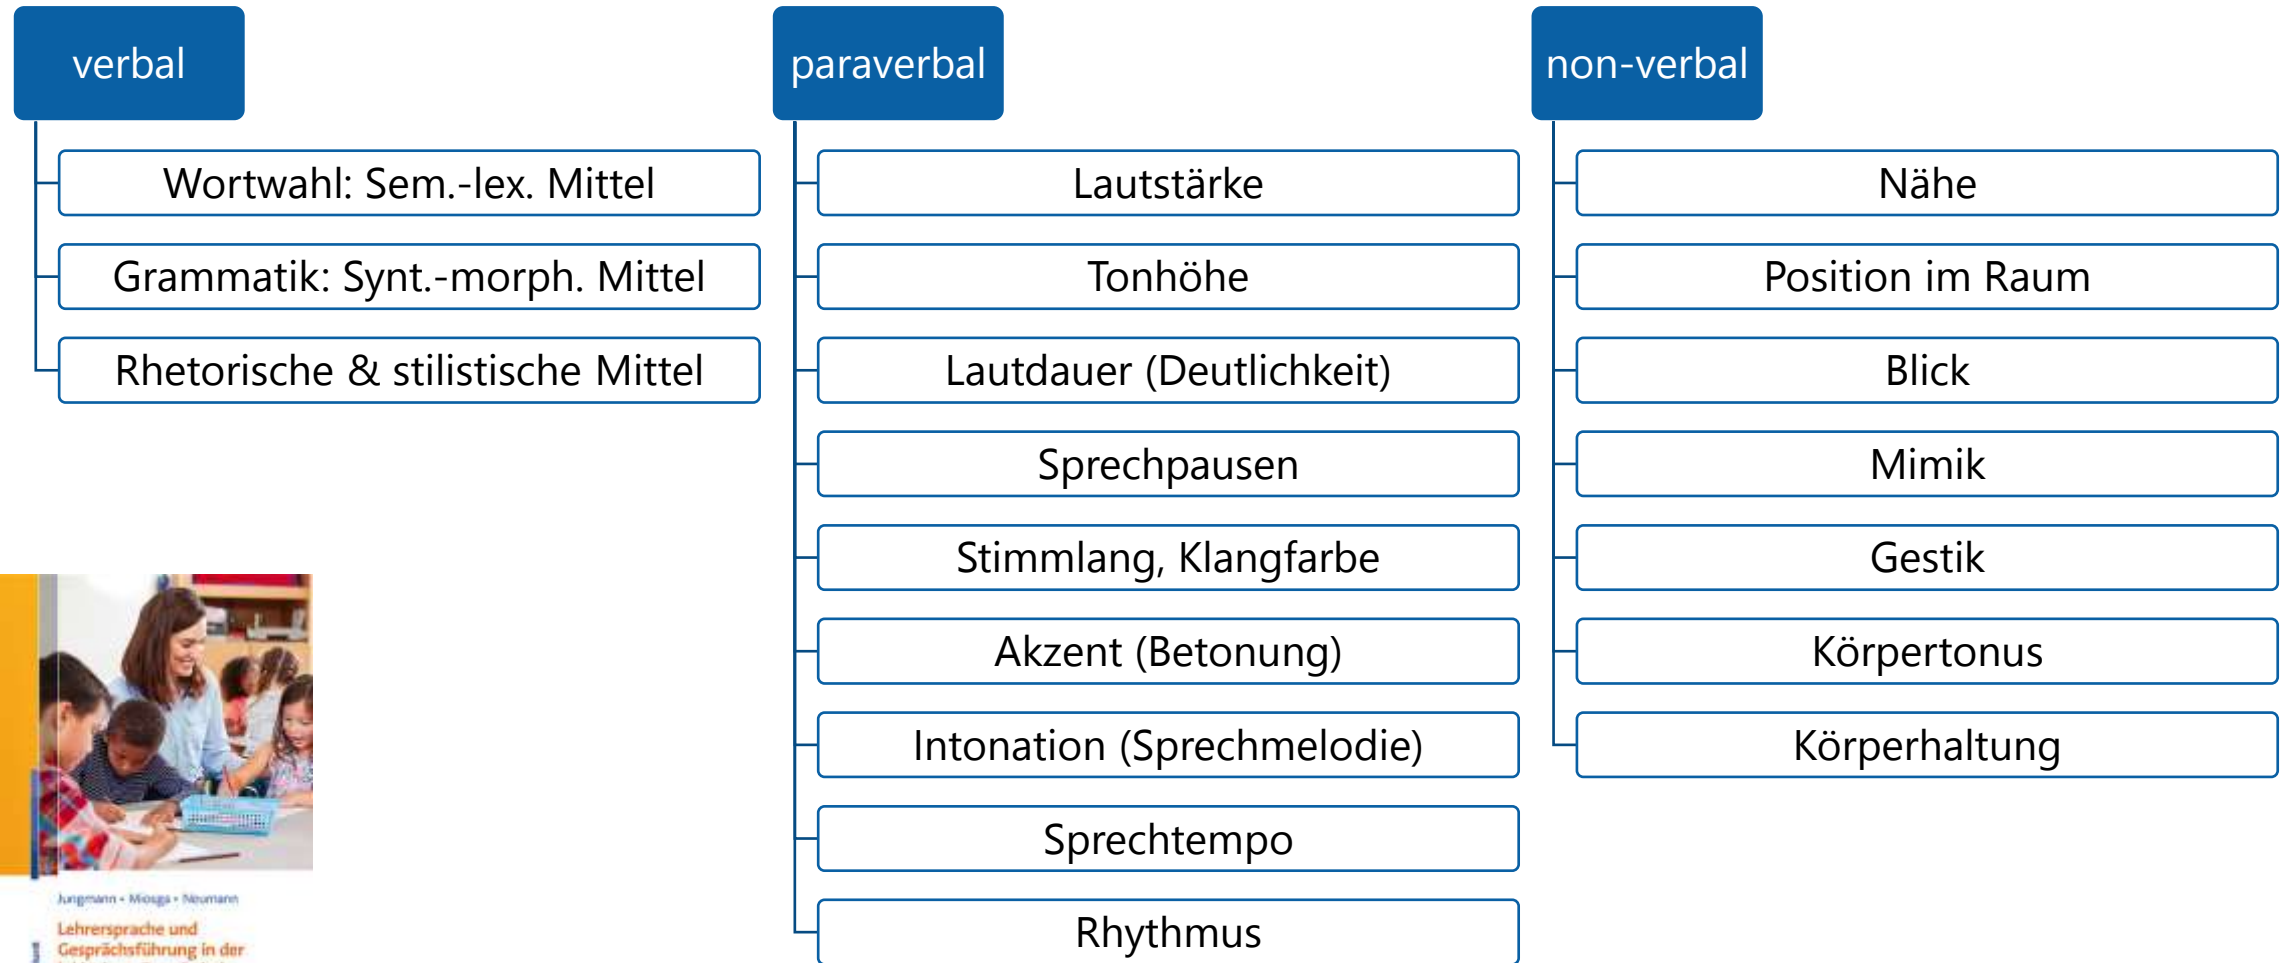 verbal
Wortwahl: Sem.-lex. Mittel
Grammatik: Synt.-morph. Mittel
Rhetorische & stilistische Mittel
paraverbal
Lautstärke
Tonhöhe
Lautdauer (Deutlichkeit)
Sprechpausen
Stimmlang, Klangfarbe
Akzent (Betonung)
Intonation (Sprechmelodie)
Sprechtempo
Rhythmus
non-verbal
Nähe
Position im Raum
Blick
Mimik
Gestik
Körpertonus
Körperhaltung
Jungmann • Miosga • Neumann
Lehrersprache und
Gesprächsführung in der